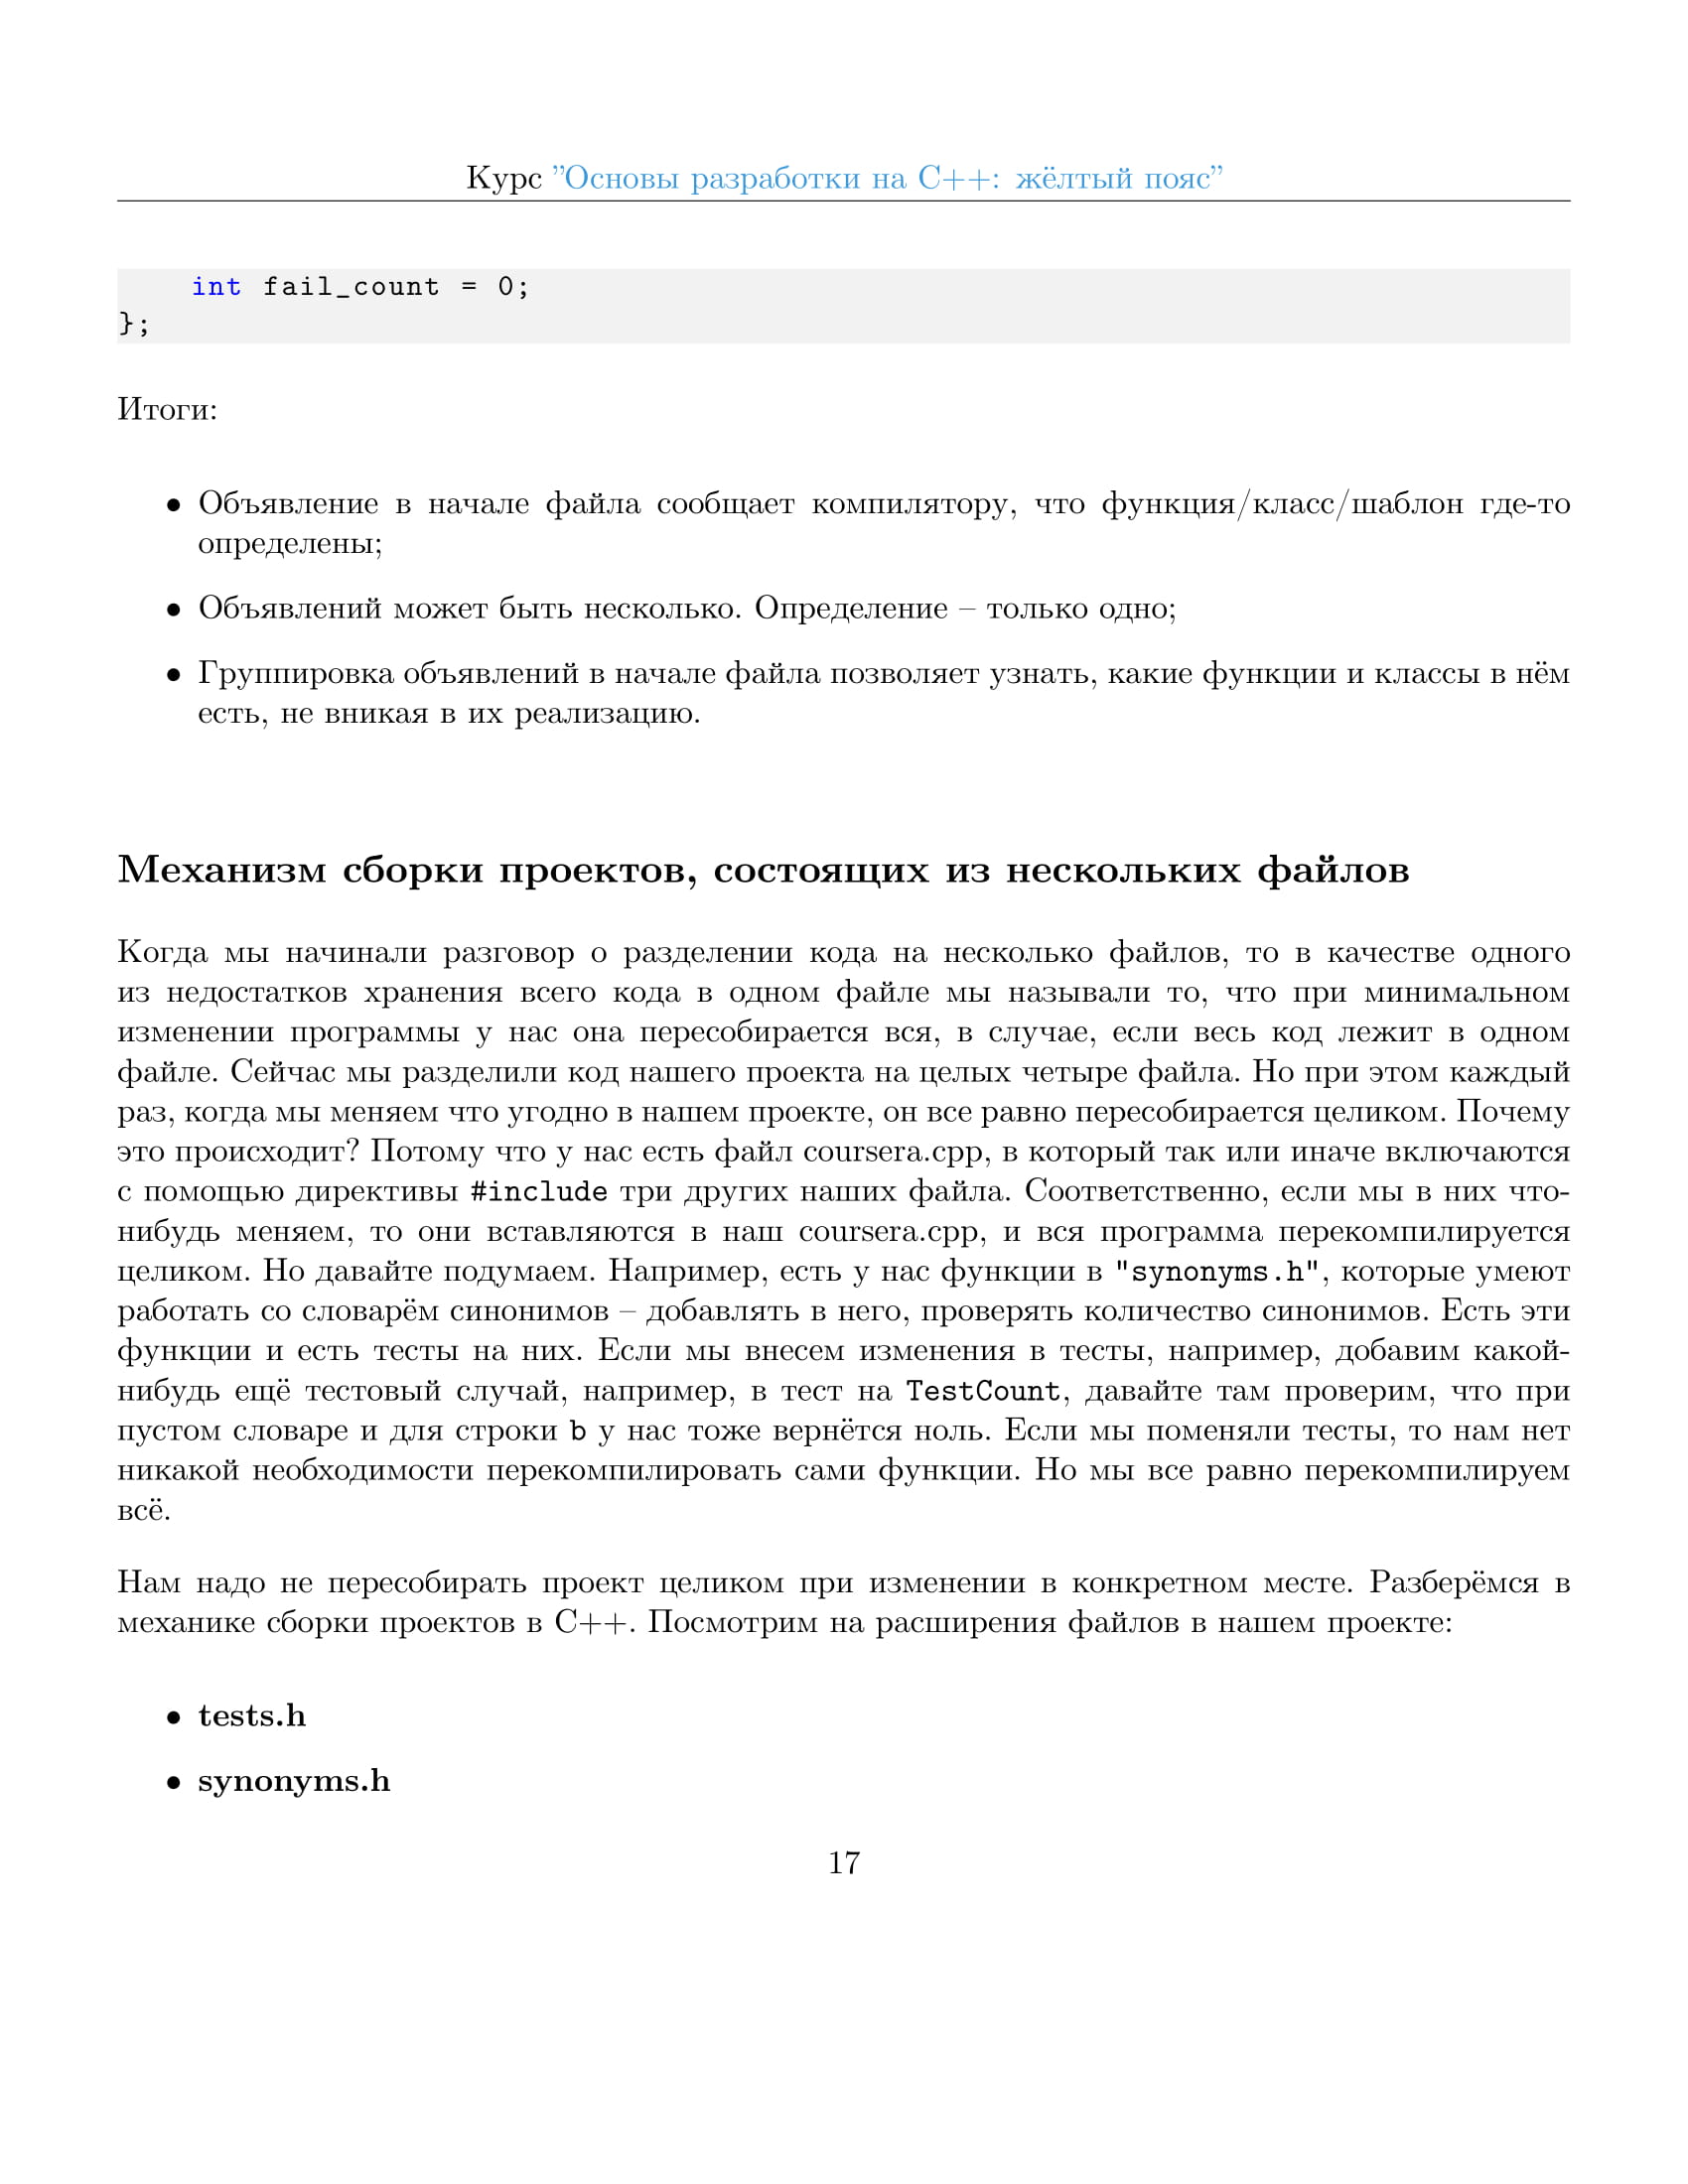 Курс ”Основы разработки на C++: жёлтый пояс”
int fail_count = 0;
};
Итоги:
• Объявление в начале файла сообщает компилятору, что функция/класс/шаблон где-то
определены;
• Объявлений может быть несколько. Определение – только одно;
• Группировка объявлений в начале файла позволяет узнать, какие функции и классы в нём
есть, не вникая в их реализацию.
Механизм сборки проектов, состоящих из нескольких файлов
Когда мы начинали разговор о разделении кода на несколько файлов, то в качестве одного
из недостатков хранения всего кода в одном файле мы называли то, что при минимальном
изменении программы у нас она пересобирается вся, в случае, если весь код лежит в одном
файле. Сейчас мы разделили код нашего проекта на целых четыре файла. Но при этом каждый
раз, когда мы меняем что угодно в нашем проекте, он все равно пересобирается целиком. Почему
это происходит? Потому что у нас есть файл coursera.cpp, в который так или иначе включаются
с помощью директивы #include три других наших файла. Соответственно, если мы в них что-
нибудь меняем, то они вставляются в наш coursera.cpp, и вся программа перекомпилируется
целиком. Но давайте подумаем. Например, есть у нас функции в "synonyms.h", которые умеют
работать со словарём синонимов – добавлять в него, проверять количество синонимов. Есть эти
функции и есть тесты на них. Если мы внесем изменения в тесты, например, добавим какой-
нибудь ещё тестовый случай, например, в тест на TestCount, давайте там проверим, что при
пустом словаре и для строки b у нас тоже вернётся ноль. Если мы поменяли тесты, то нам нет
никакой необходимости перекомпилировать сами функции. Но мы все равно перекомпилируем
всё.
Нам надо не пересобирать проект целиком при изменении в конкретном месте. Разберёмся в
механике сборки проектов в C++. Посмотрим на расширения файлов в нашем проекте:
• tests.h
• synonyms.h
17